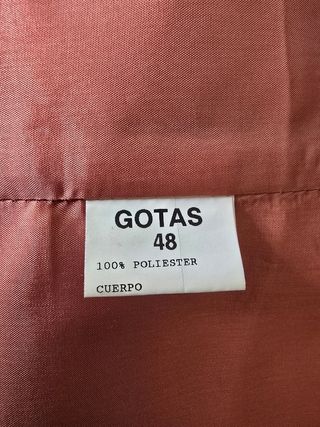 GOTAS
48
100% POLIESTER
CUERPO